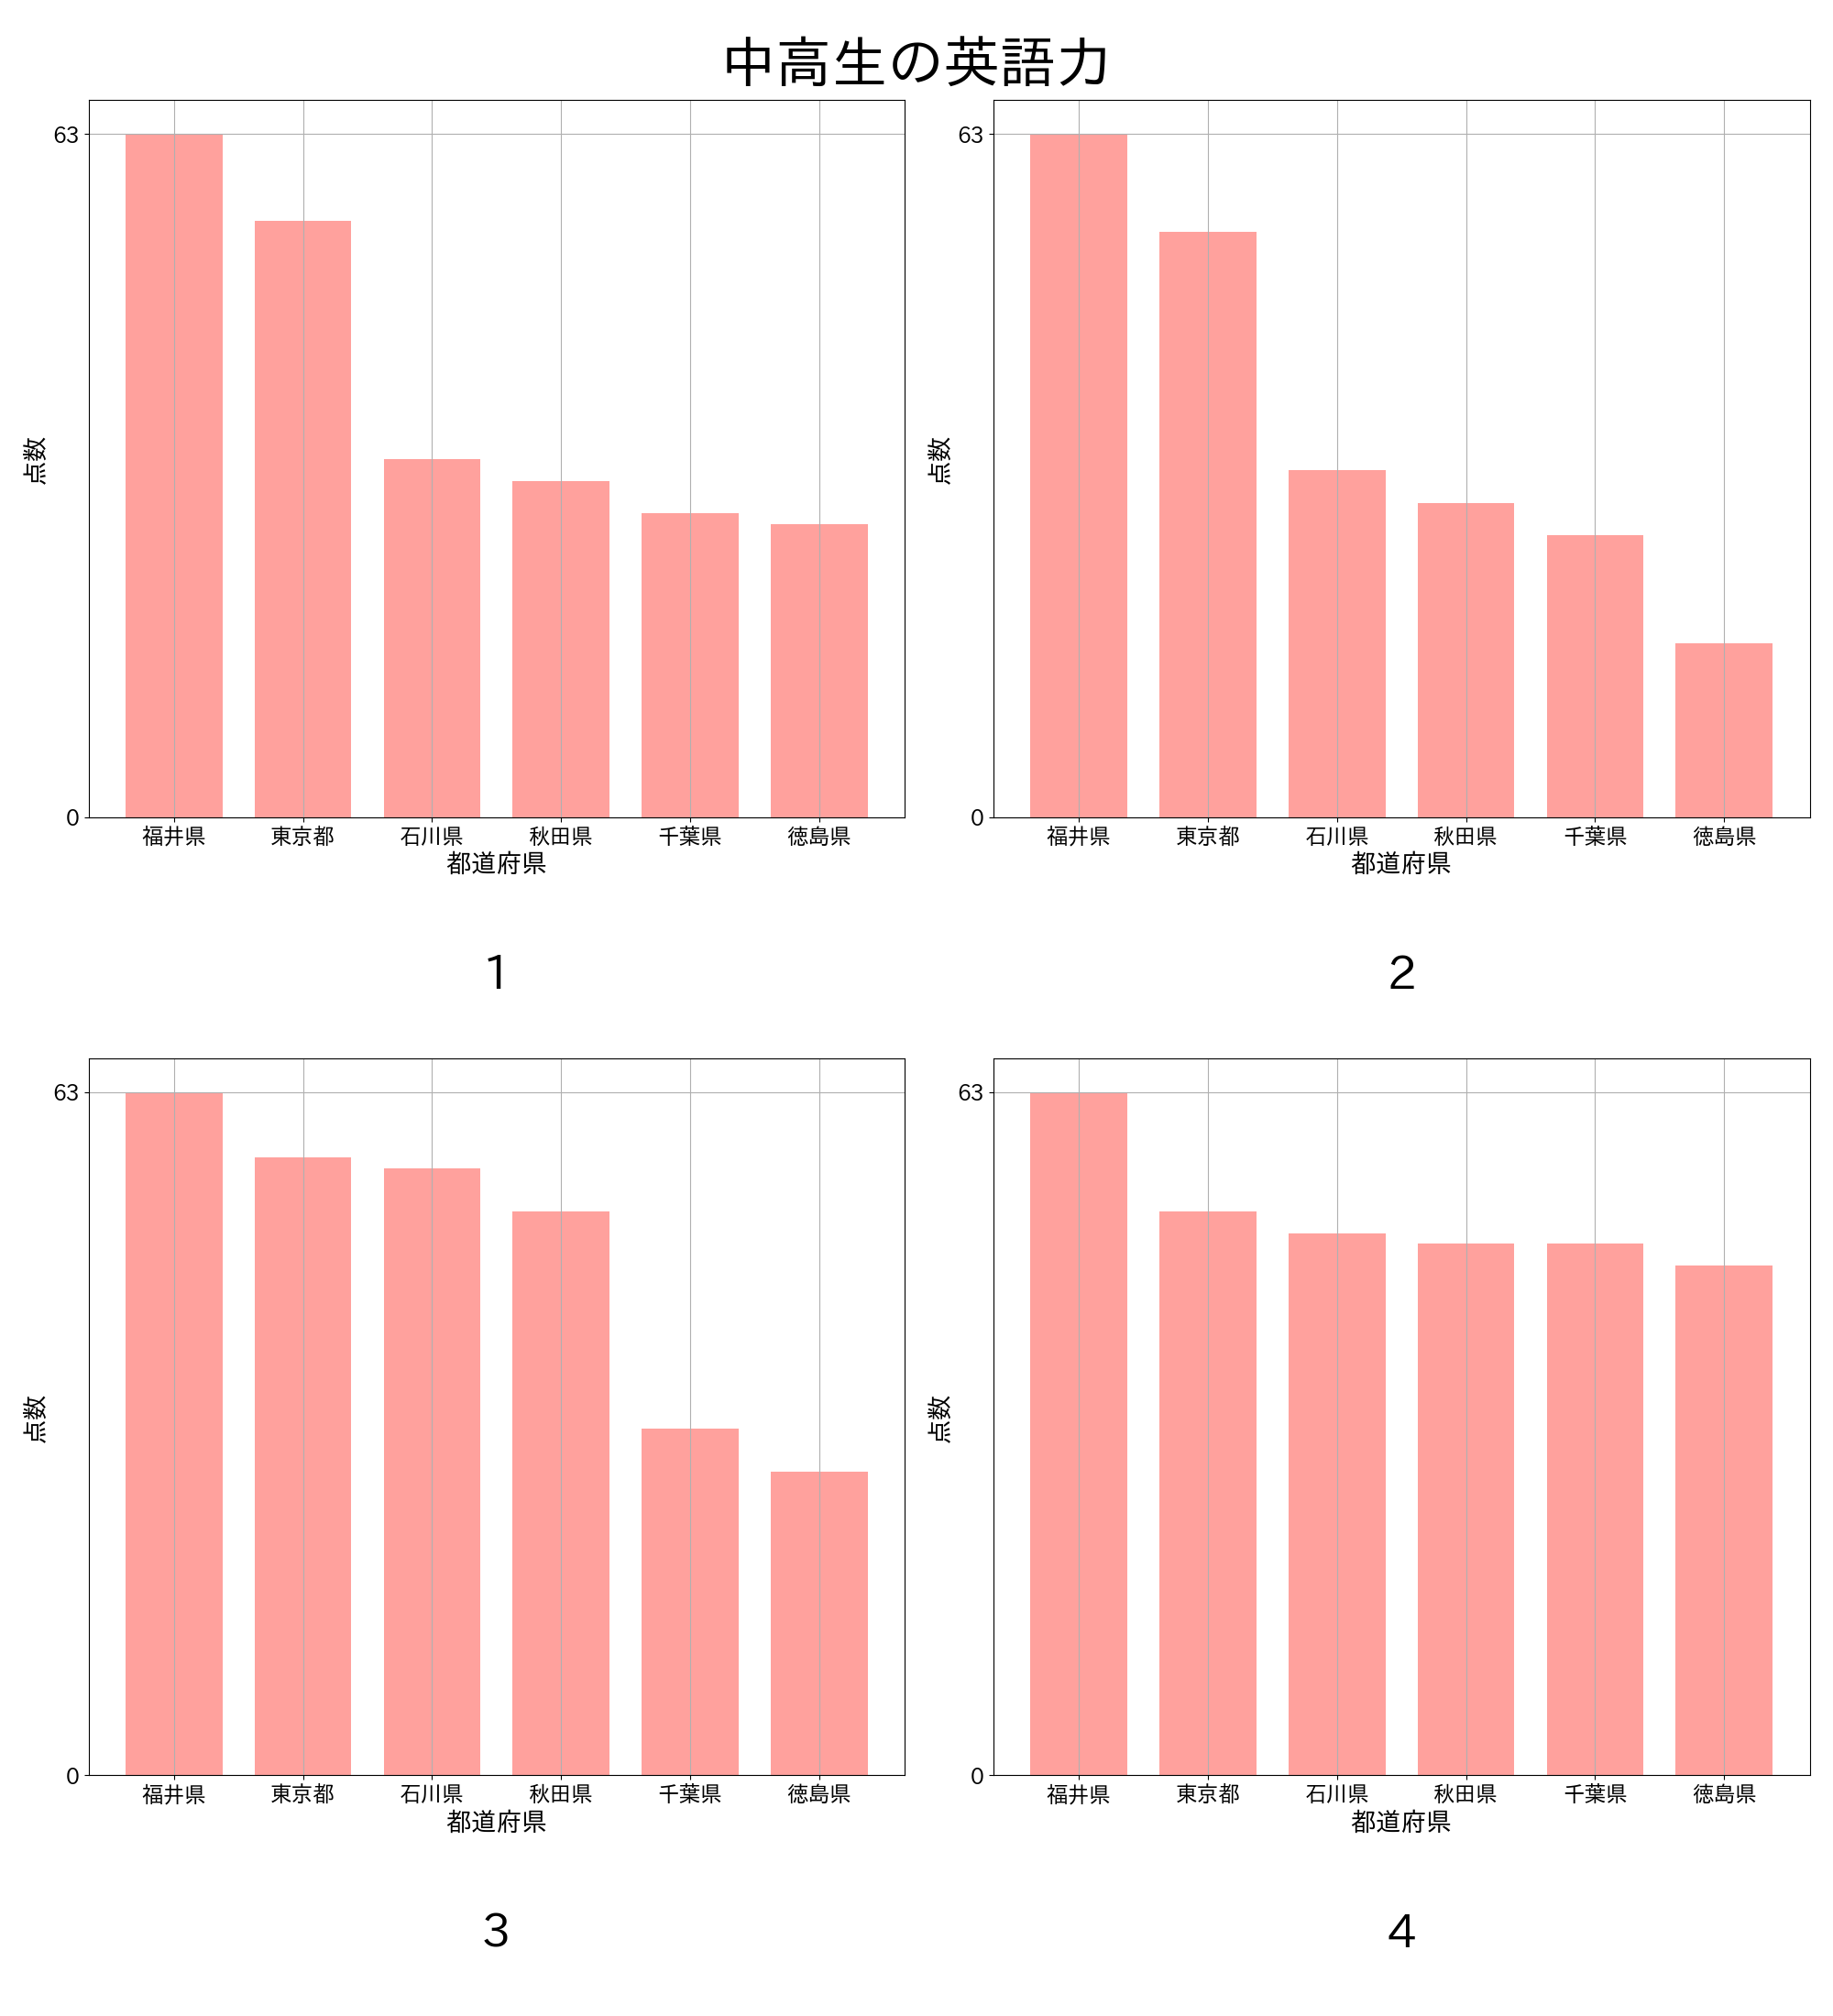 中高生の英語力
63
0
点数
福井県 東京都 石川県 秋田県 千葉県 徳島県
都道府県
1
63
0
点数
福井県 東京都 石川県 秋田県 千葉県 徳島県
都道府県
2
63
0
点数
福井県 東京都 石川県 秋田県 千葉県 徳島県
都道府県
3
63
0
点数
福井県 東京都 石川県 秋田県 千葉県 徳島県
都道府県
4